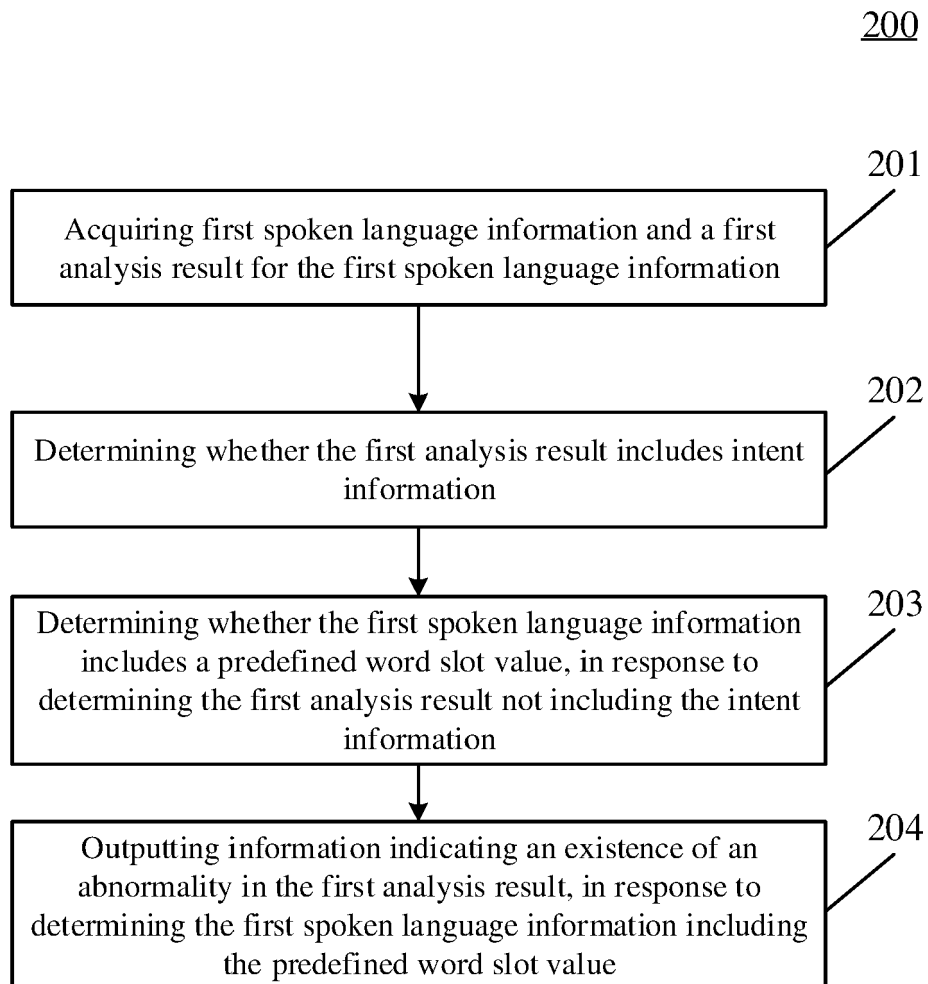 200
201
Acquiring first spoken language information and a first
analysis result for the first spoken language information
202
Determining whether the first analysis result includes intent
information
203
Determining whether the first spoken language information
includes a predefined word slot value, in response to
determining the first analysis result not including the intent
information
204
Outputting information indicating an existence of an
abnormality in the first analysis result, in response to
determining the first spoken language information including
the predefined word slot value